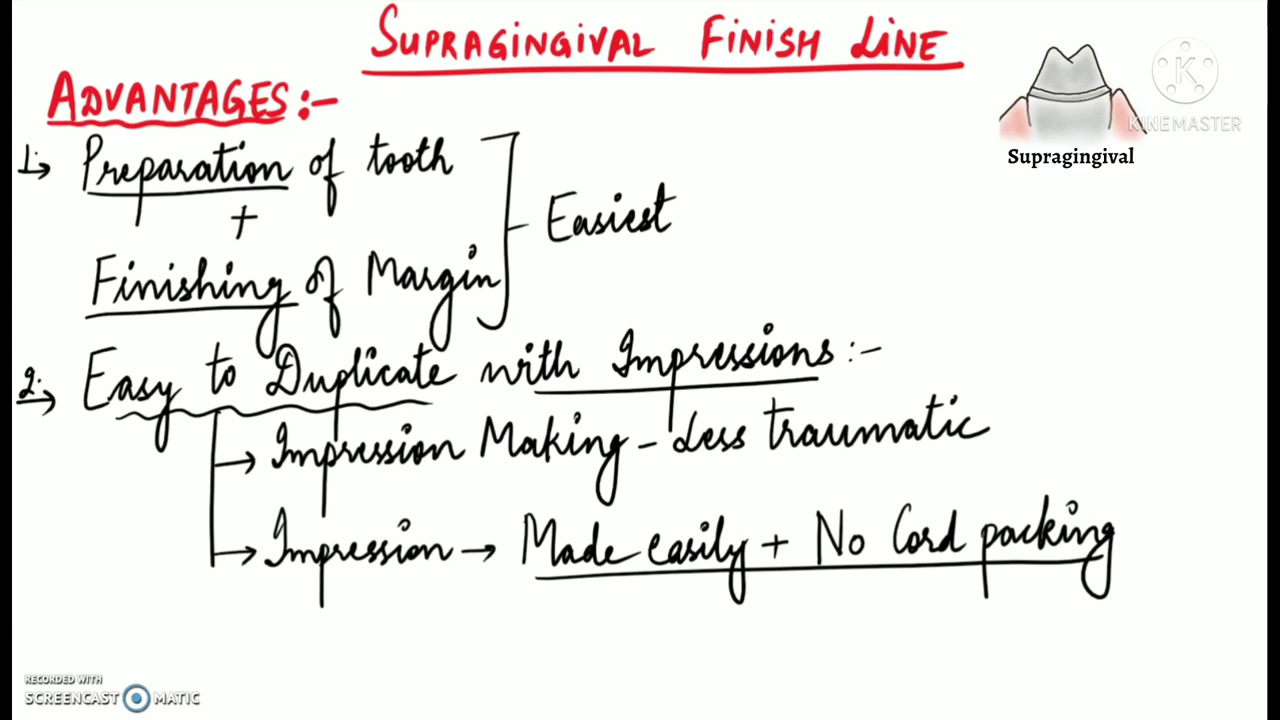 SUPRAGINGIVAL FINISH LINE
K
KINEMASTER
Supragingival
ADVANTAGES:-
1. → Preparation of tooth
+
Finishing of Margin
Easiest
2. → Easy to Duplicate with Impressions:-
→ Impression Making - Less traumatic
→ Impression → Made easily + No Cord packing
RECORDED WITH
SCREENCAST MATIC